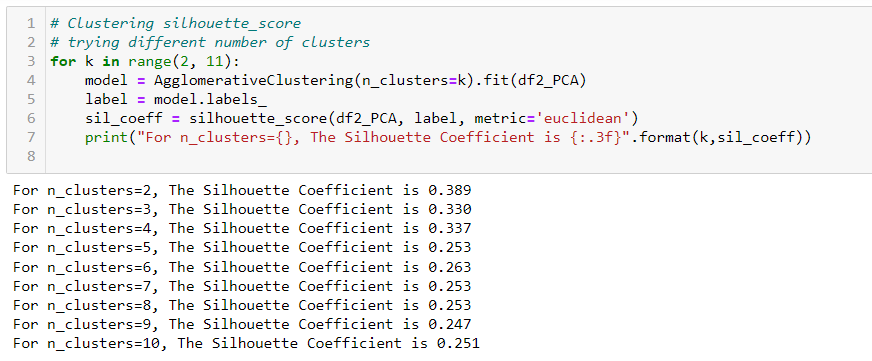 1 # Clustering silhouette_score
2 # trying different number of clusters
3 for k in range(2, 11):
4     model = AgglomerativeClustering(n_clusters=k).fit(df2_PCA)
5     label = model.labels_
6     sil_coeff = silhouette_score(df2_PCA, label, metric='euclidean')
7     print("For n_clusters={}, The Silhouette Coefficient is {:.3f}".format(k,sil_coeff))
8
For n_clusters=2, The Silhouette Coefficient is 0.389
For n_clusters=3, The Silhouette Coefficient is 0.330
For n_clusters=4, The Silhouette Coefficient is 0.337
For n_clusters=5, The Silhouette Coefficient is 0.253
For n_clusters=6, The Silhouette Coefficient is 0.263
For n_clusters=7, The Silhouette Coefficient is 0.253
For n_clusters=8, The Silhouette Coefficient is 0.253
For n_clusters=9, The Silhouette Coefficient is 0.247
For n_clusters=10, The Silhouette Coefficient is 0.251